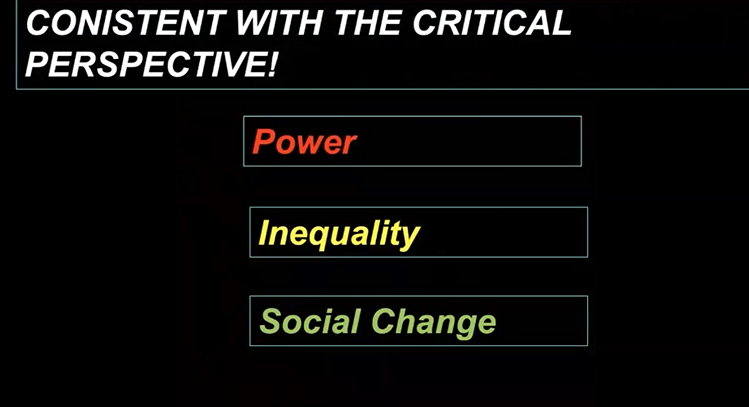 CONISTENT WITH THE CRITICAL
PERSPECTIVE!
Power
Inequality
Social Change